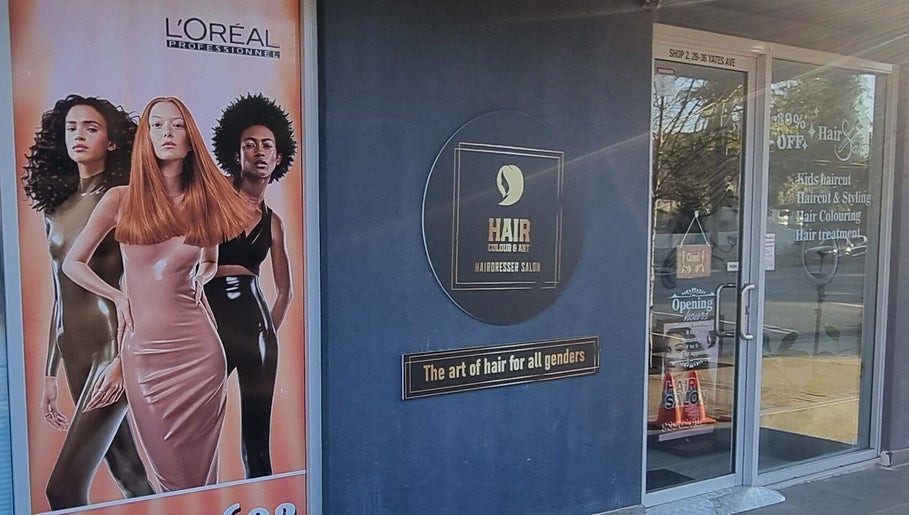 L'ORÉAL
PROFESSIONNEL
HAIR
COLOUR & ART
HAIRDRESSER SALON
The art of hair for all genders
SHOP 2, 28-36 YATES AVE
OFF
Hair
Kids haircut
Haircut & Styling
Hair Colouring
Hair treatment
Opening
hours
HAIR